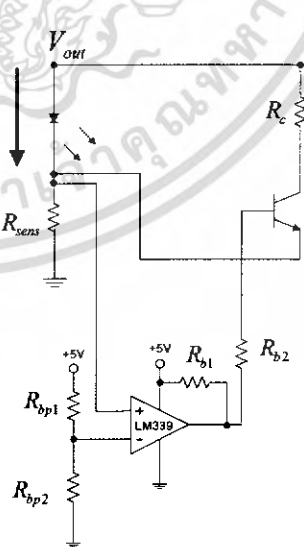 V_out
R_c
R_sens
+5V
+5V
R_b1
R_b2
R_bp1
+
LM339
-
R_bp2